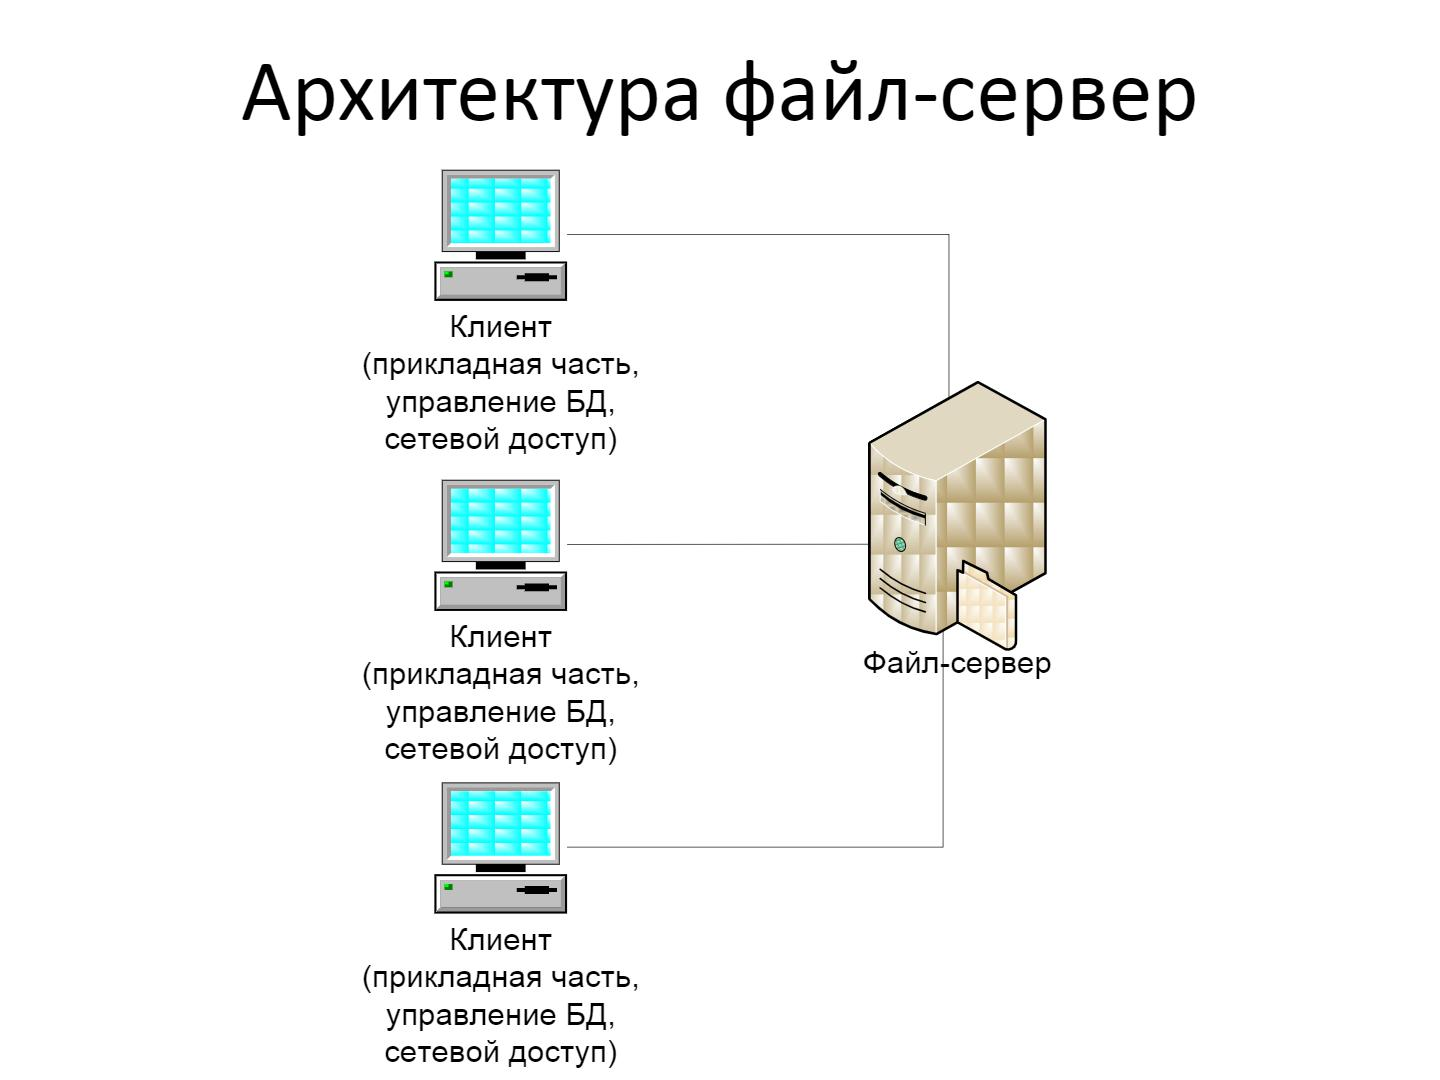 Архитектура файл-сервер
Клиент
(прикладная часть,
управление БД,
сетевой доступ)
Клиент
(прикладная часть,
управление БД,
сетевой доступ)
Файл-сервер
Клиент
(прикладная часть,
управление БД,
сетевой доступ)